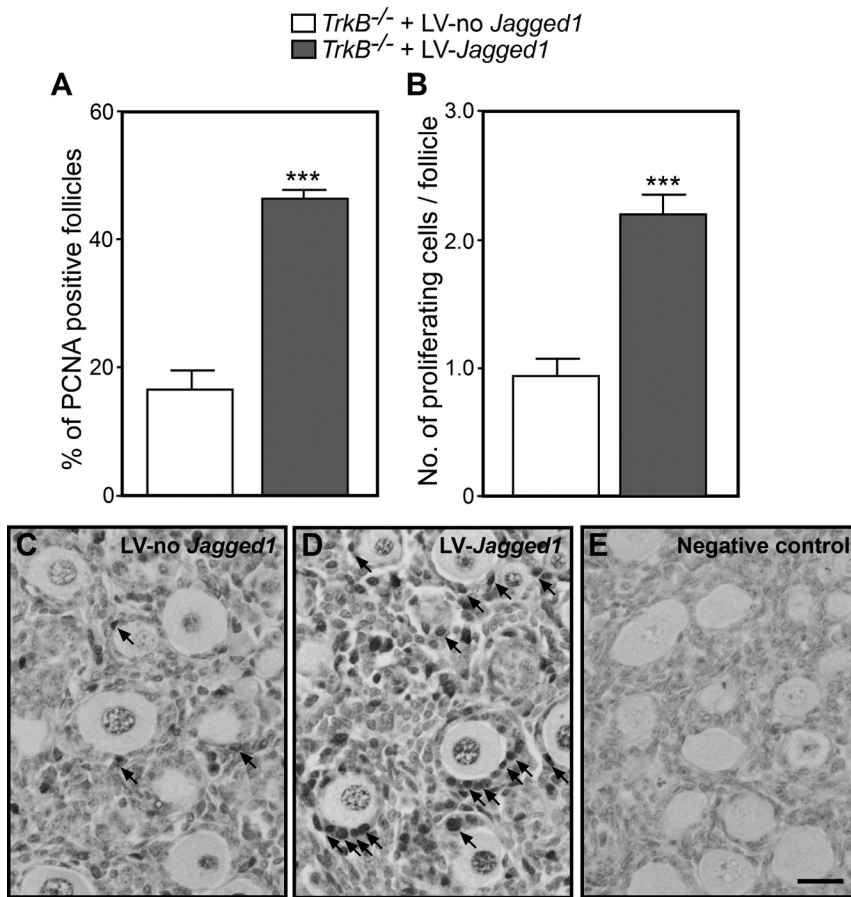 TrkB-/- + LV-no Jagged1
TrkB-/- + LV-Jagged1
A
B
% of PCNA positive follicles
60
40
20
0
***
No. of proliferating cells / follicle
3.0
2.0
1.0
0
***
C
LV-no Jagged1
D
LV-Jagged1
E
Negative control